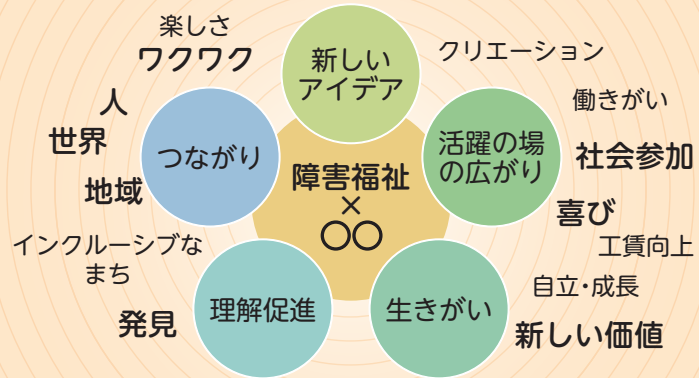 楽しさ
ワクワク
新しい
アイデア
クリエーション
人
世界
地域
つながり
活躍の場
の広がり
働きがい
社会参加
喜び
工賃向上
障害福祉
×
○○
インクルーシブな
まち
発見
理解促進
生きがい
自立・成長
新しい価値